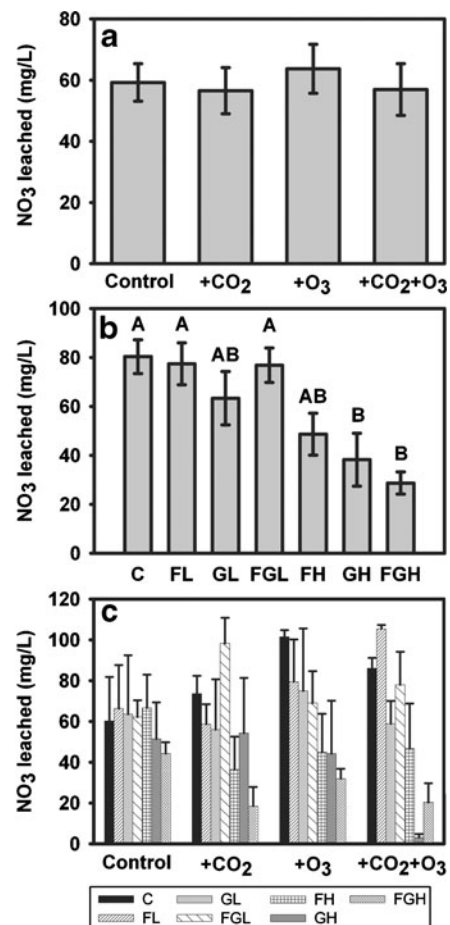 a
NO3 leached (mg/L)
80
60
40
20
0
Control +CO2 +O3 +CO2+O3
b
NO3 leached (mg/L)
100
80
60
40
20
0
A A AB A AB B B
C FL GL FGL FH GH FGH
c
NO3 leached (mg/L)
120
100
80
60
40
20
0
Control +CO2 +O3 +CO2+O3
C GL FH FGH
FL FGL GH